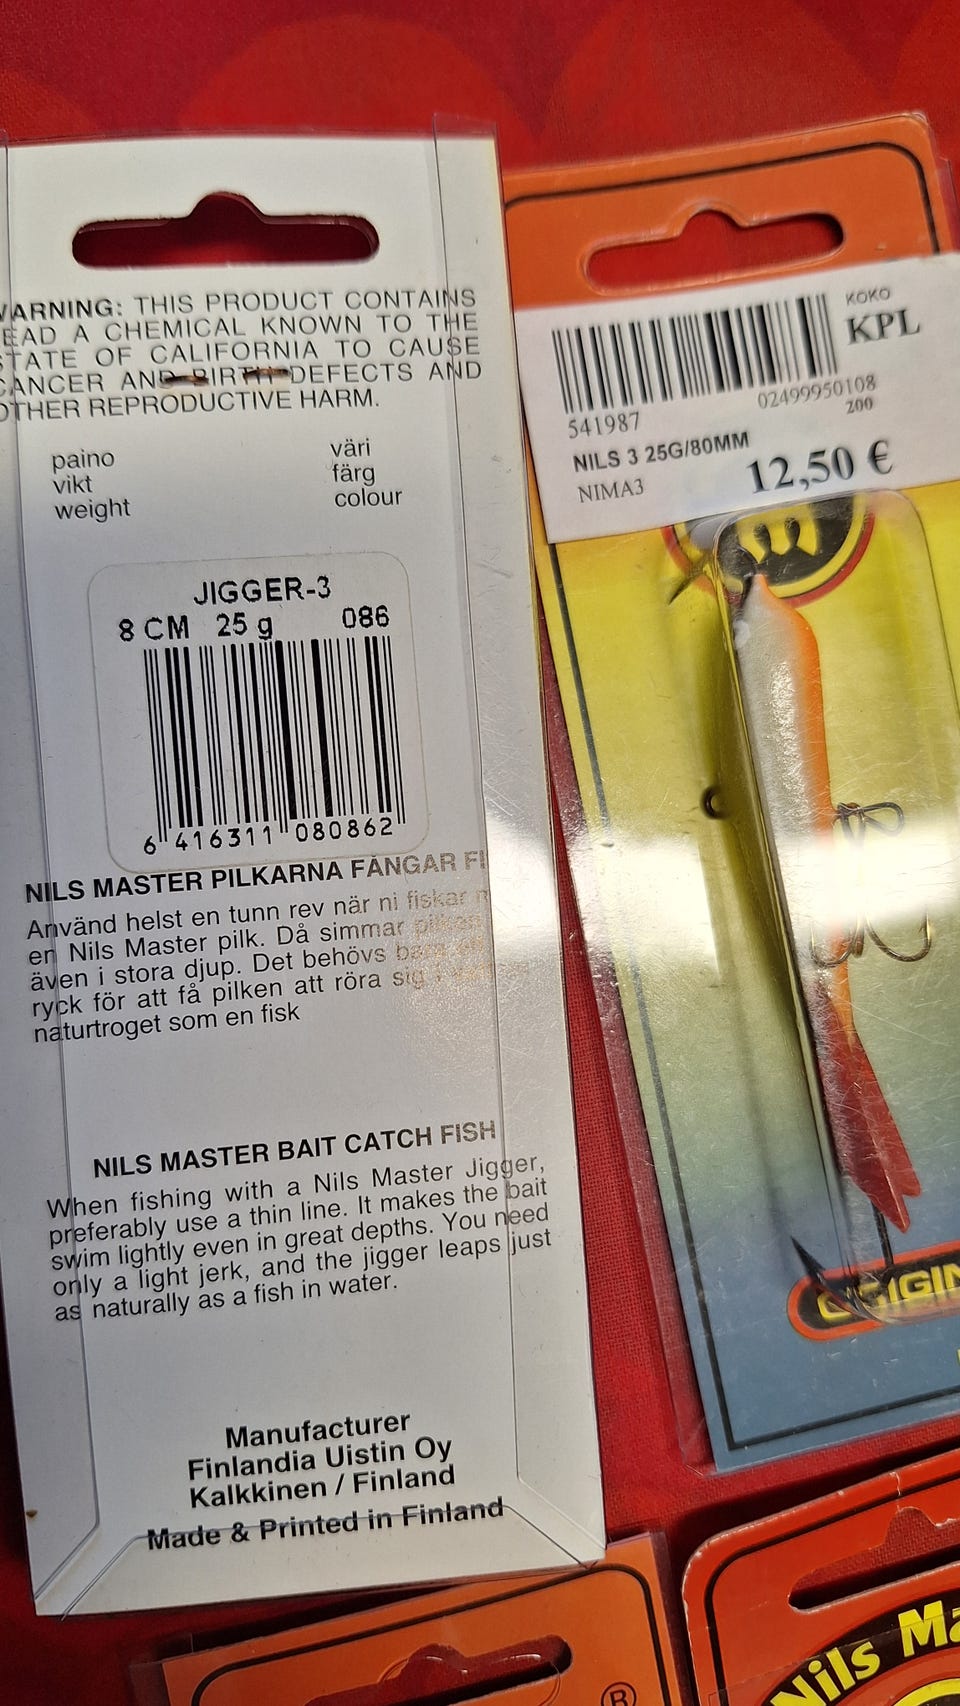 WARNING: THIS PRODUCT CONTAINS
LEAD A CHEMICAL KNOWN TO THE
STATE OF CALIFORNIA TO CAUSE
CANCER AND BIRTH DEFECTS AND
OTHER REPRODUCTIVE HARM.
paino väri
vikt färg
weight colour
JIGGER-3
8 CM 25 g 086
6 416311 080862
NILS MASTER PILKARNA FÅNGAR FI
Använd helst en tunn rev när ni fiskar m
en Nils Master pilk. Då simmar pilken
även i stora djup. Det behövs bara en
ryck för att få pilken att röra sig i
naturtroget som en fisk
NILS MASTER BAIT CATCH FISH
When fishing with a Nils Master Jigger,
preferably use a thin line. It makes the bait
swim lightly even in great depths. You need
only a light jerk, and the jigger leaps just
as naturally as a fish in water.
Manufacturer
Finlandia Uistin Oy
Kalkkinen / Finland
Made & Printed in Finland
KOKO
KPL
541987 02499950108
200
NILS 3 25G/80MM
NIMA3 12,50 €
ORIGIN
®
Nils Ma